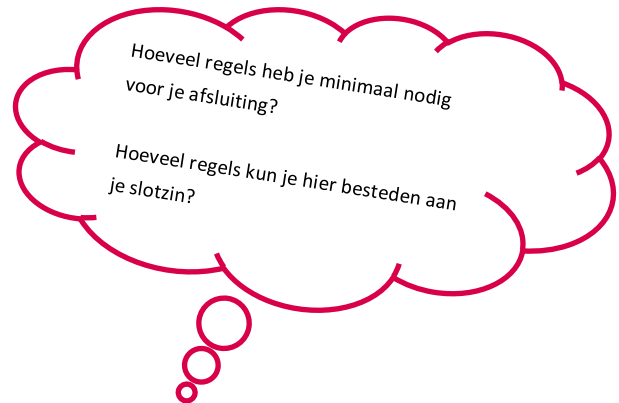 Hoeveel regels heb je minimaal nodig
voor je afsluiting?
Hoeveel regels kun je hier besteden aan
je slotzin?